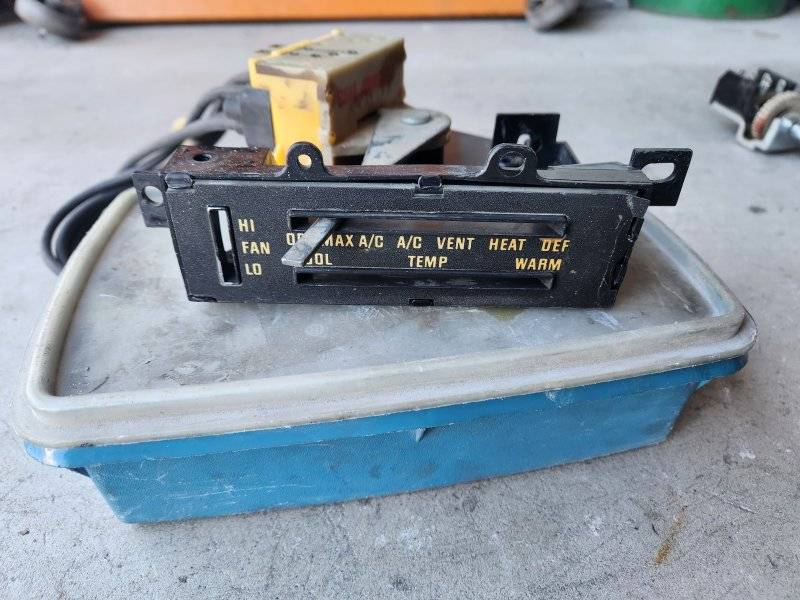 HI
FAN MAX A/C A/C VENT HEAT DEF
LO TEMP WARM